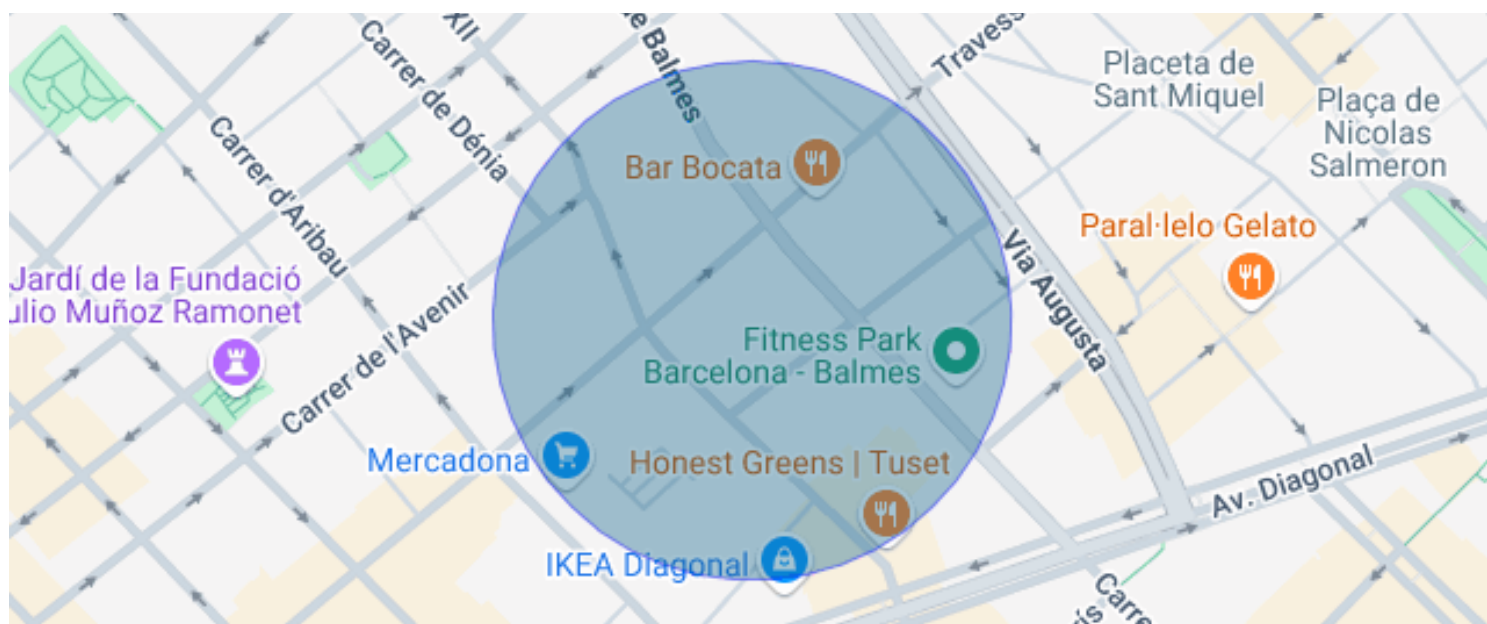 XII
de Balmes
Carrer de Dénia
Travess
Placeta de
Sant Miquel
Plaça de
Nicolas
Salmeron
Carrer d'Aribau
Bar Bocata
Paral·lelo Gelato
Jardí de la Fundació
ulio Muñoz Ramonet
Via Augusta
Carrer de l'Avenir
Fitness Park
Barcelona - Balmes
Mercadona
Honest Greens | Tuset
Av. Diagonal
IKEA Diagonal
Carre